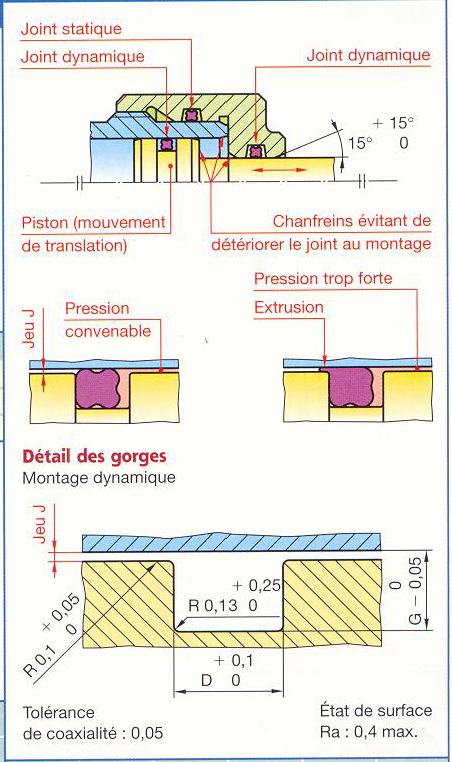 Joint statique
Joint dynamique
Joint dynamique
+ 15°
15° 0
Piston (mouvement
de translation)
Chanfreins évitant de
détériorer le joint au montage
Jeu J
Pression
convenable
Pression trop forte
Extrusion
Détail des gorges
Montage dynamique
Jeu J
+ 0,05
R 0,1 0
+ 0,25
R 0,13 0
0
G – 0,05
+ 0,1
D 0
Tolérance
de coaxialité : 0,05
État de surface
Ra : 0,4 max.